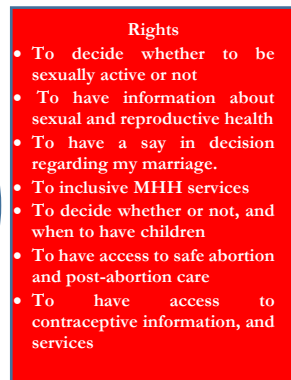 Rights
• To decide whether to be
sexually active or not
• To have information about
sexual and reproductive health
• To have a say in decision
regarding my marriage.
• To inclusive MHH services
• To decide whether or not, and
when to have children
• To have access to safe abortion
and post-abortion care
• To have access to
contraceptive information, and
services